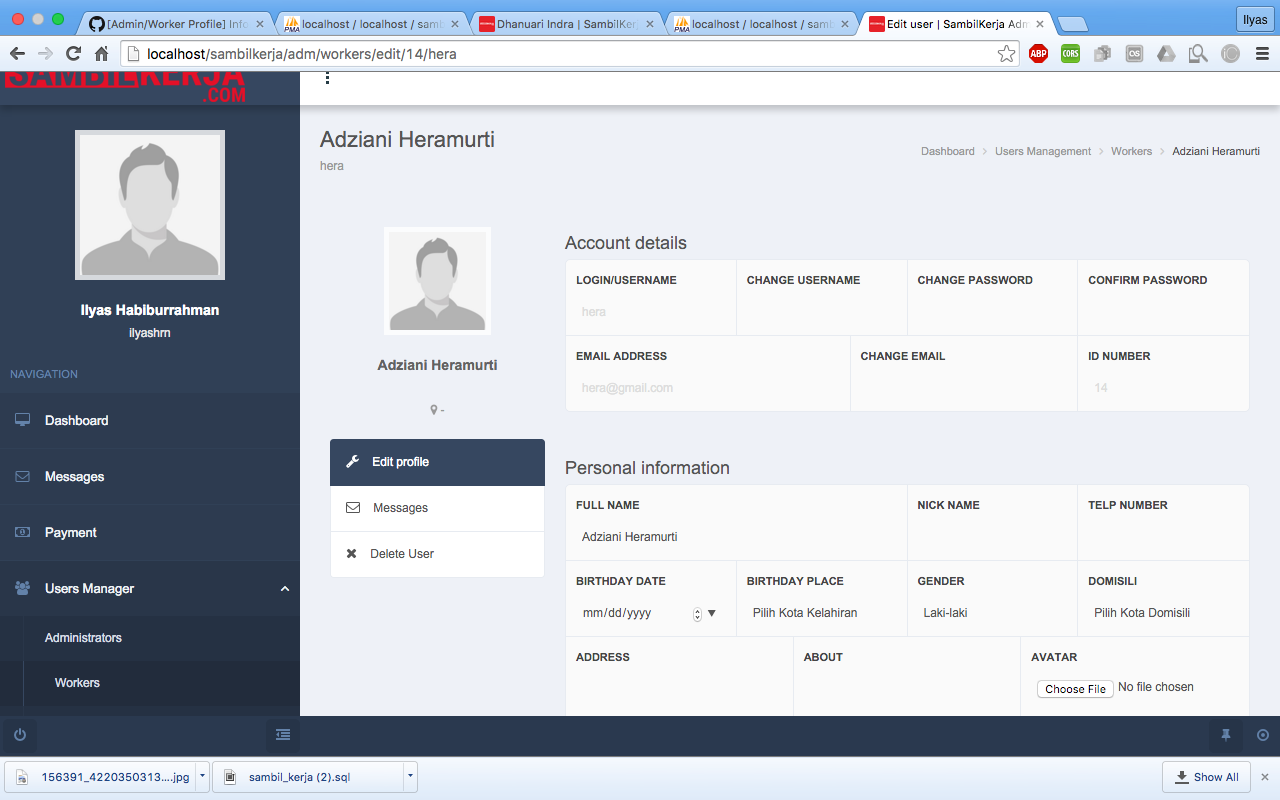 [Admin/Worker Profile] Info
localhost / localhost / samb
Dhanuari Indra | SambilKerj
localhost / localhost / samb
Edit user | SambilKerja Adm
Ilyas
localhost/sambilkerja/adm/workers/edit/14/hera
ABP
CORS
OS
SAMBILKERJA
.COM
Adziani Heramurti
hera
Dashboard > Users Management > Workers > Adziani Heramurti
Ilyas Hablburrahman
ilyashrn
NAVIGATION
Dashboard
Messages
Payment
Users Manager
Administrators
Workers
Adziani Heramurti
-
Edit profile
Messages
Delete User
Account details
LOGIN/USERNAME CHANGE USERNAME CHANGE PASSWORD CONFIRM PASSWORD
hera
EMAIL ADDRESS CHANGE EMAIL ID NUMBER
hera@gmail.com 14
Personal information
FULL NAME NICK NAME TELP NUMBER
Adziani Heramurti
BIRTHDAY DATE BIRTHDAY PLACE GENDER DOMISILI
mm/dd/yyyy Pilih Kota Kelahiran Laki-laki Pilih Kota Domisili
ADDRESS ABOUT AVATAR
Choose File No file chosen
156391_4220350313....jpg
sambil_kerja (2).sql
Show All